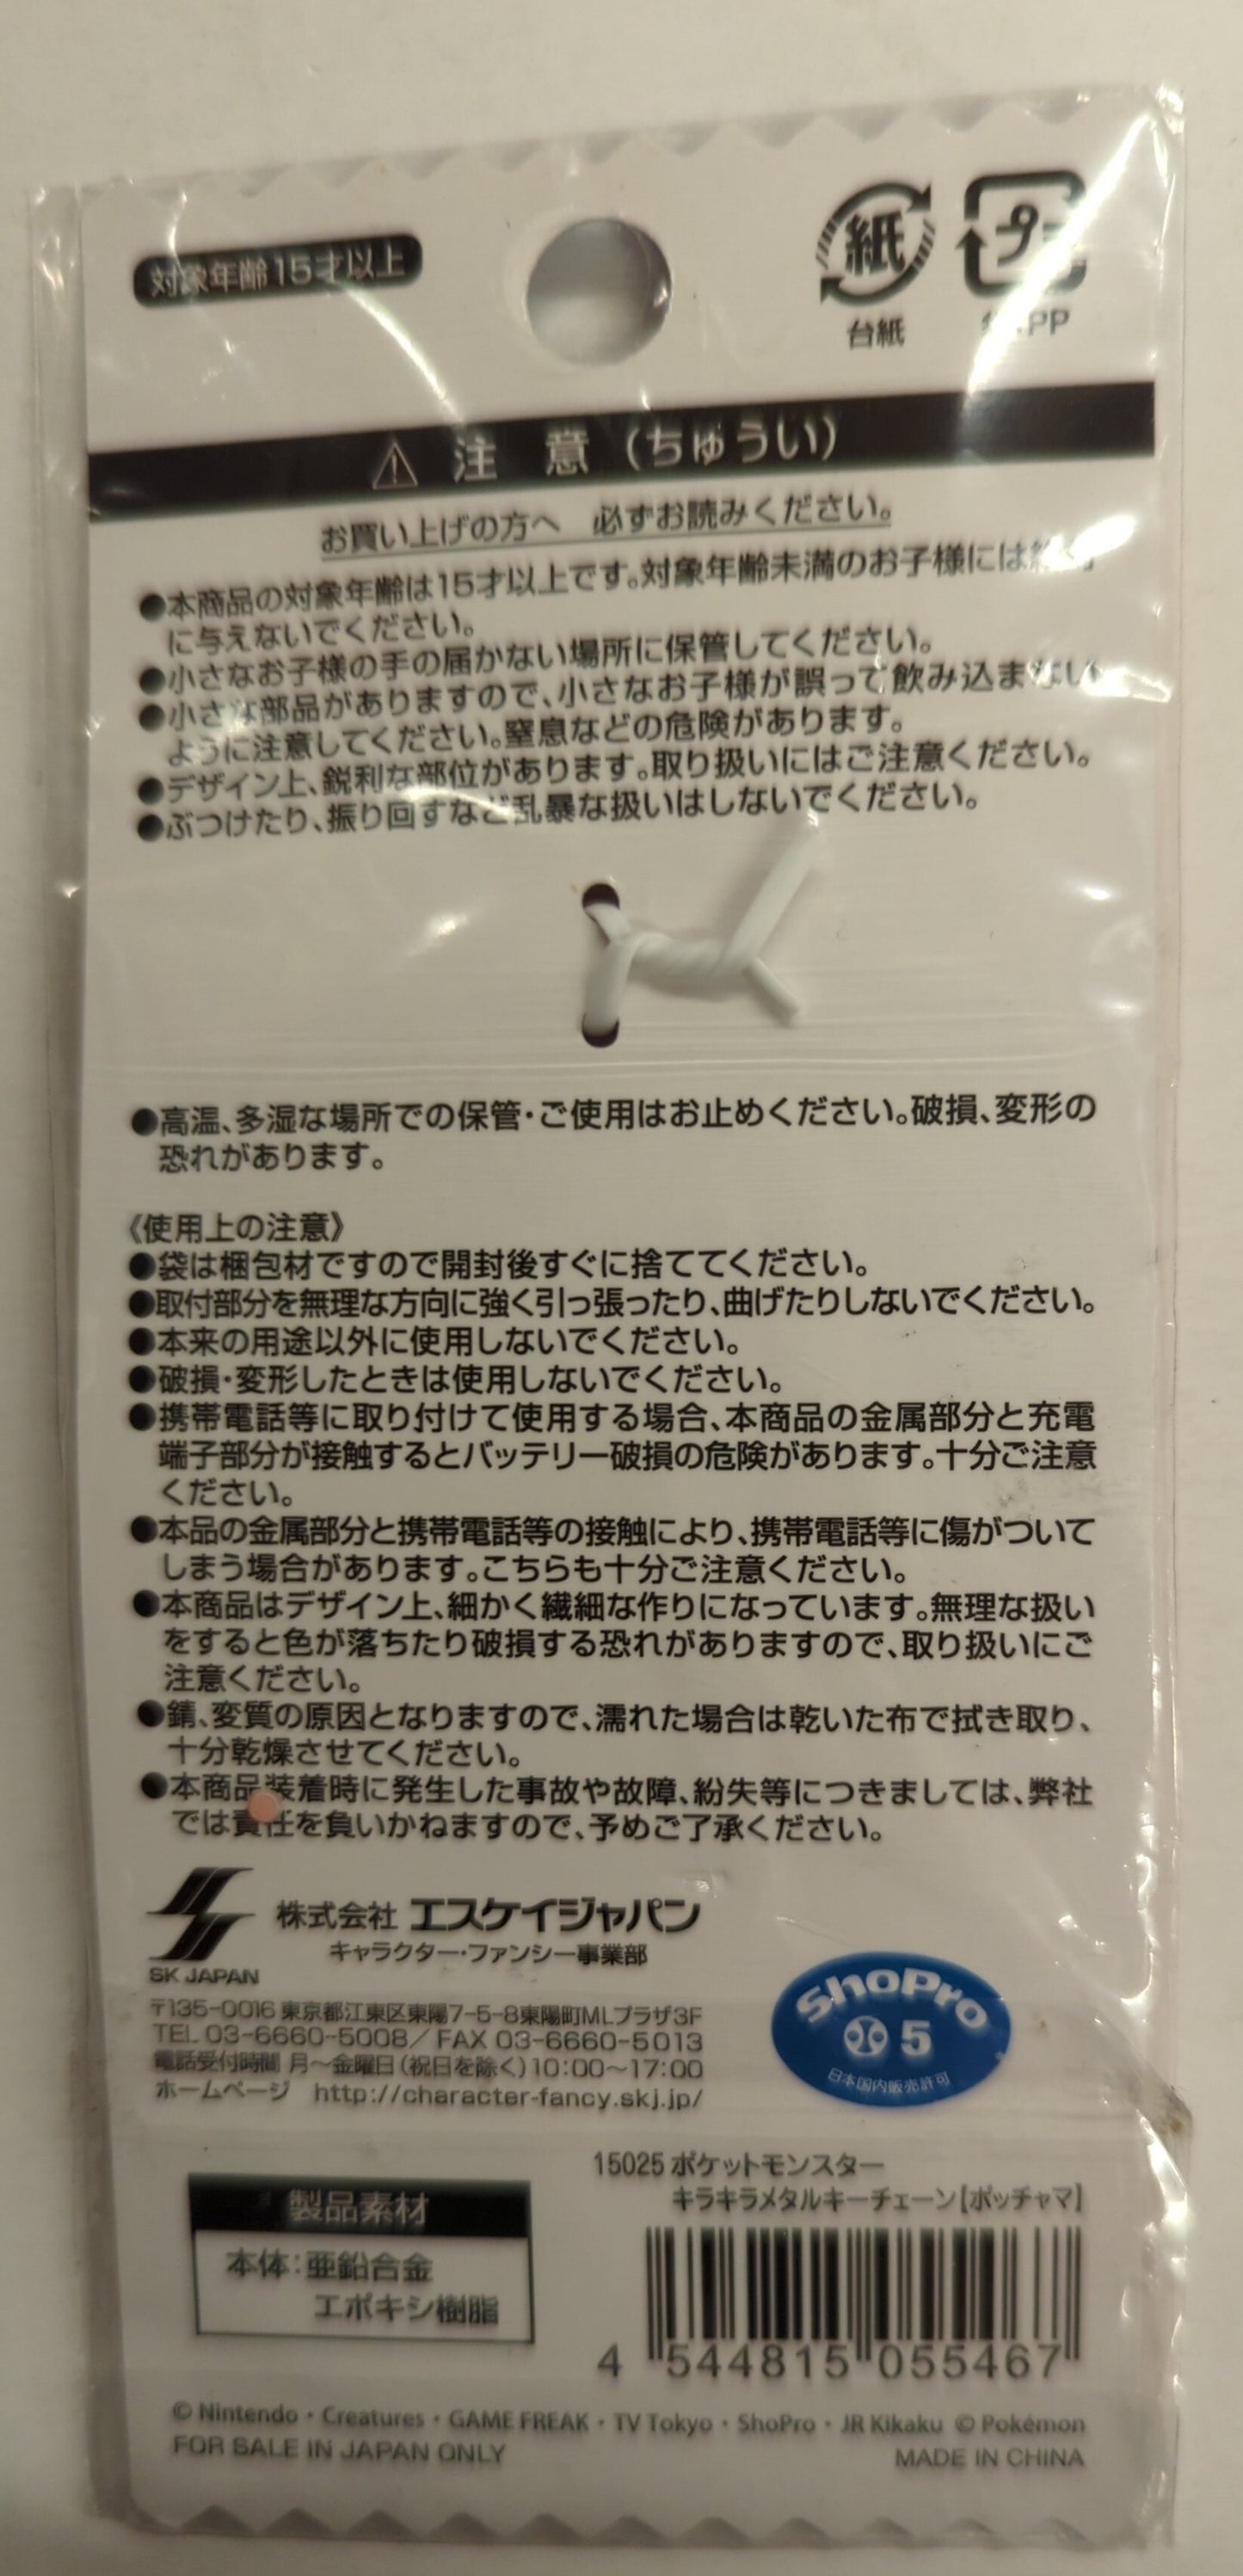 対象年齢15才以上
紙
プラ
台紙
PP
注 意（ちゅうい）
お買い上げの方へ 必ずお読みください。
●本商品の対象年齢は15才以上です。対象年齢未満のお子様には
に与えないでください。
●小さなお子様の手の届かない場所に保管してください。
●小さな部品がありますので、小さなお子様が誤って飲み込まない
ように注意してください。窒息などの危険があります。
●デザイン上、鋭利な部位があります。取り扱いにはご注意ください。
●ぶつけたり、振り回すなど乱暴な扱いはしないでください。
●高温、多湿な場所での保管・ご使用はお止めください。破損、変形の
恐れがあります。
《使用上の注意》
●袋は梱包材ですので開封後すぐに捨ててください。
●取付部分を無理な方向に強く引っ張ったり、曲げたりしないでください。
●本来の用途以外に使用しないでください。
●破損・変形したときは使用しないでください。
●携帯電話等に取り付けて使用する場合、本商品の金属部分と充電
端子部分が接触するとバッテリー破損の危険があります。十分ご注意
ください。
●本品の金属部分と携帯電話等の接触により、携帯電話等に傷がついて
しまう場合があります。こちらも十分ご注意ください。
●本商品はデザイン上、細かく繊細な作りになっています。無理な扱い
をすると色が落ちたり破損する恐れがありますので、取り扱いにご
注意ください。
●錆、変質の原因となりますので、濡れた場合は乾いた布で拭き取り、
十分乾燥させてください。
●本商品装着時に発生した事故や故障、紛失等につきましては、弊社
では責任を負いかねますので、予めご了承ください。
株式会社 エスケイジャパン
キャラクター・ファンシー事業部
SK JAPAN
〒135-0016 東京都江東区東陽7-5-8東陽町MLプラザ3F
TEL 03-6660-5008／FAX 03-6660-5013
電話受付時間 月〜金曜日（祝日を除く）10:00〜17:00
ホームページ http://character-fancy.skj.jp/
ShoPro
5
日本国内販売許可
15025 ポケットモンスター
キラキラメタルキーチェーン【ポッチャマ】
製品素材
本体：亜鉛合金
エポキシ樹脂
4 544815 055467
© Nintendo・Creatures・GAME FREAK・TV Tokyo・ShoPro・JR Kikaku © Pokémon
FOR SALE IN JAPAN ONLY
MADE IN CHINA